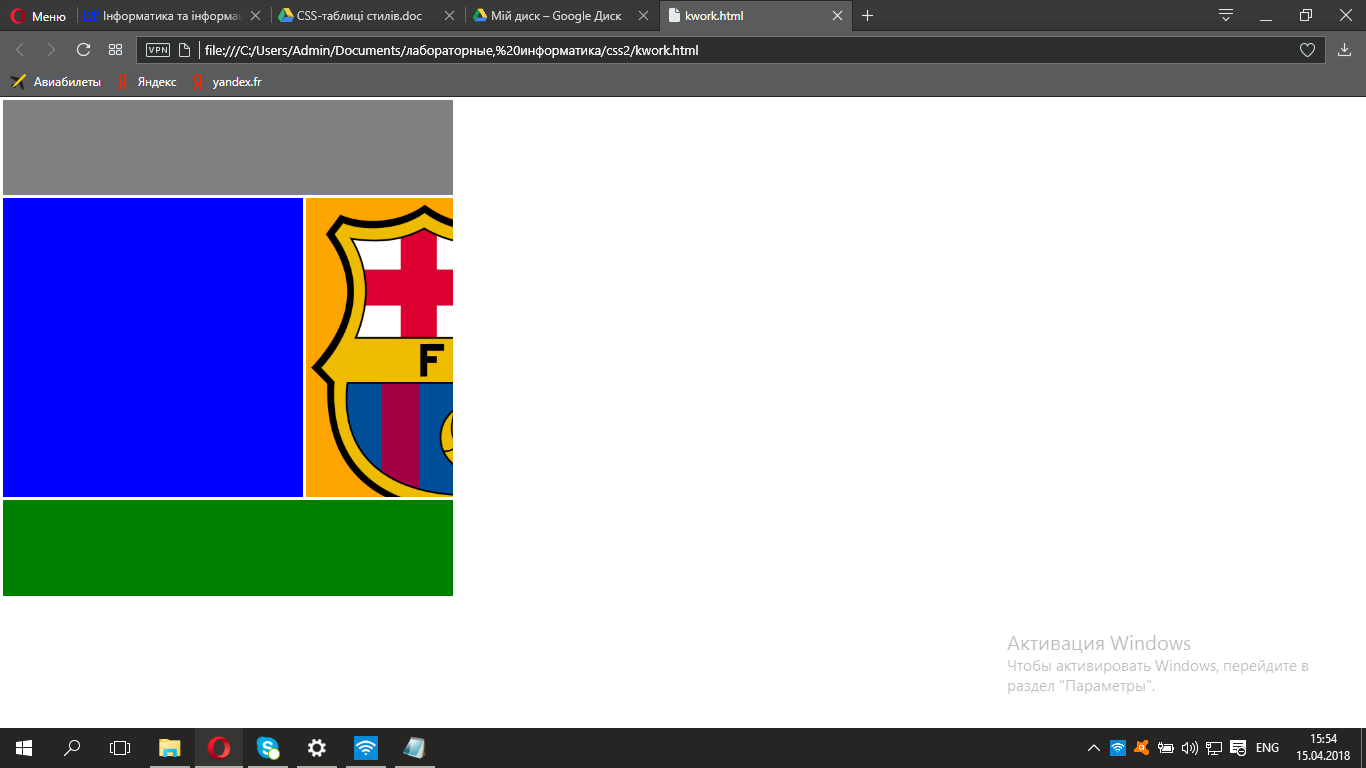 Меню
Інформатика та інформа
CSS-таблиці стилів.doc
Мій диск – Google Диск
kwork.html
VPN
file:///C:/Users/Admin/Documents/лабораторные,%20информатика/css2/kwork.html
Авиабилеты
Яндекс
yandex.fr
F
Активация Windows
Чтобы активировать Windows, перейдите в
раздел "Параметры".
ENG
15:54
15.04.2018